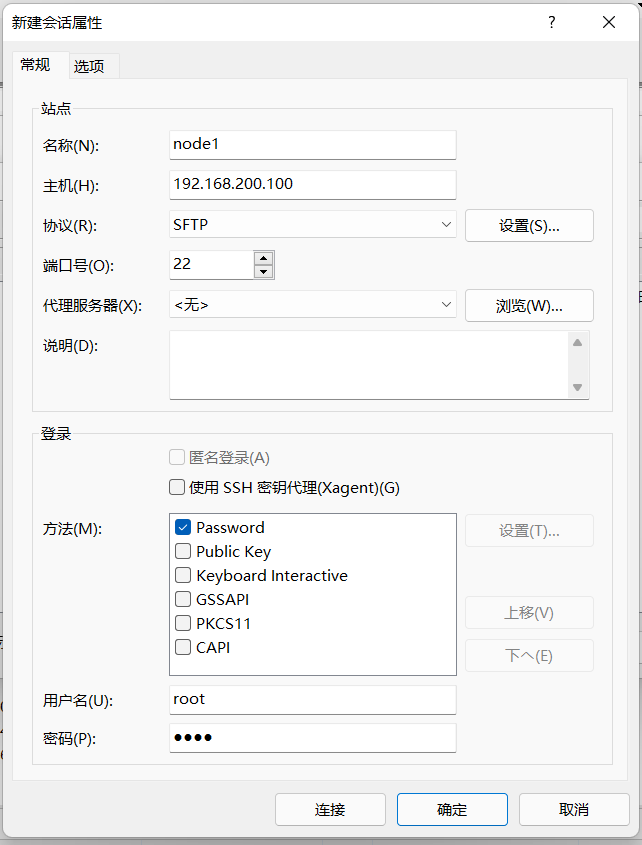 新建会话属性
?
常规 选项
站点
名称(N): node1
主机(H): 192.168.200.100
协议(R): SFTP 设置(S)...
端口号(O): 22
代理服务器(X): <无> 浏览(W)...
说明(D):
登录
匿名登录(A)
使用 SSH 密钥代理(Xagent)(G)
方法(M): Password 设置(T)...
Public Key
Keyboard Interactive
GSSAPI
PKCS11 上移(V)
CAPI 下へ(E)
用户名(U): root
密码(P): ●●●●
连接 确定 取消